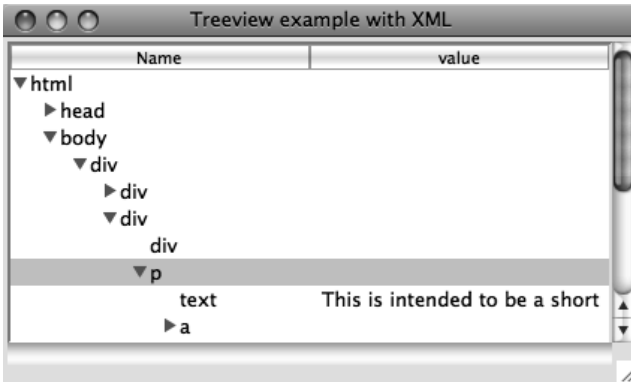 Treeview example with XML
Name value
html
head
body
div
div
div
div
p
text This is intended to be a short
a